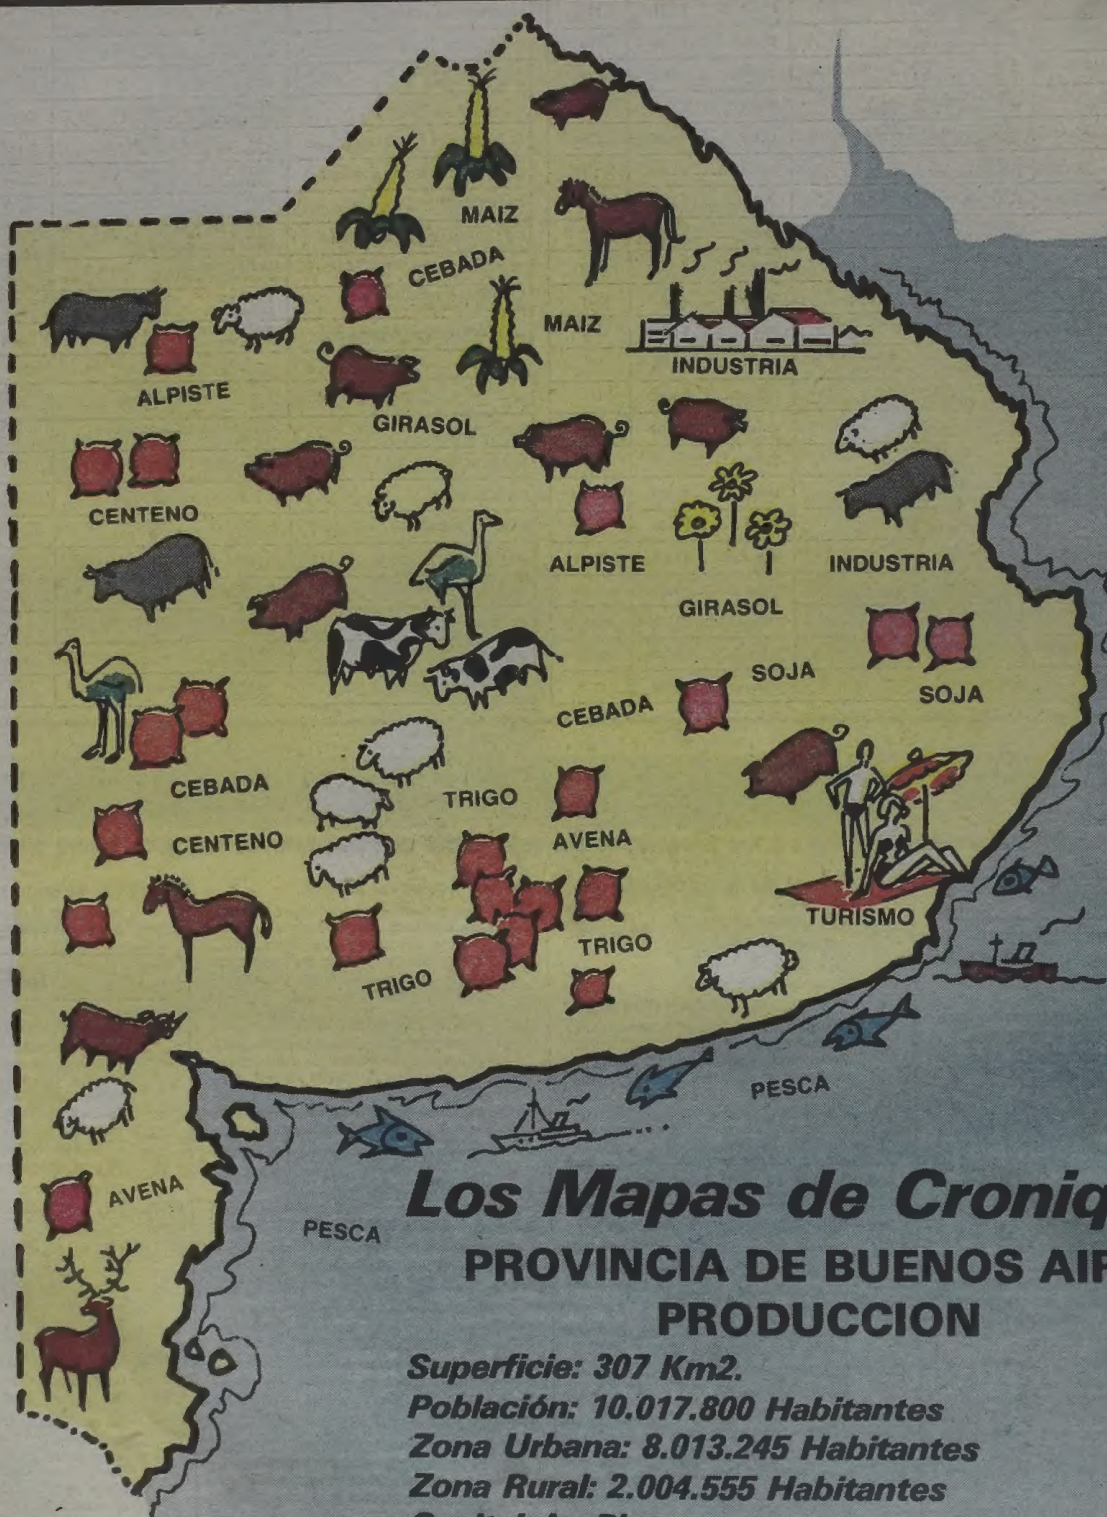 MAIZ
CEBADA
MAIZ
INDUSTRIA
ALPISTE
GIRASOL
CENTENO
ALPISTE
INDUSTRIA
GIRASOL
SOJA
SOJA
CEBADA
CEBADA
TRIGO
CENTENO
AVENA
TURISMO
TRIGO
TRIGO
PESCA
AVENA
PESCA
Los Mapas de Croniq
PROVINCIA DE BUENOS AIR
PRODUCCION
Superficie: 307 Km2.
Población: 10.017.800 Habitantes
Zona Urbana: 8.013.245 Habitantes
Zona Rural: 2.004.555 Habitantes